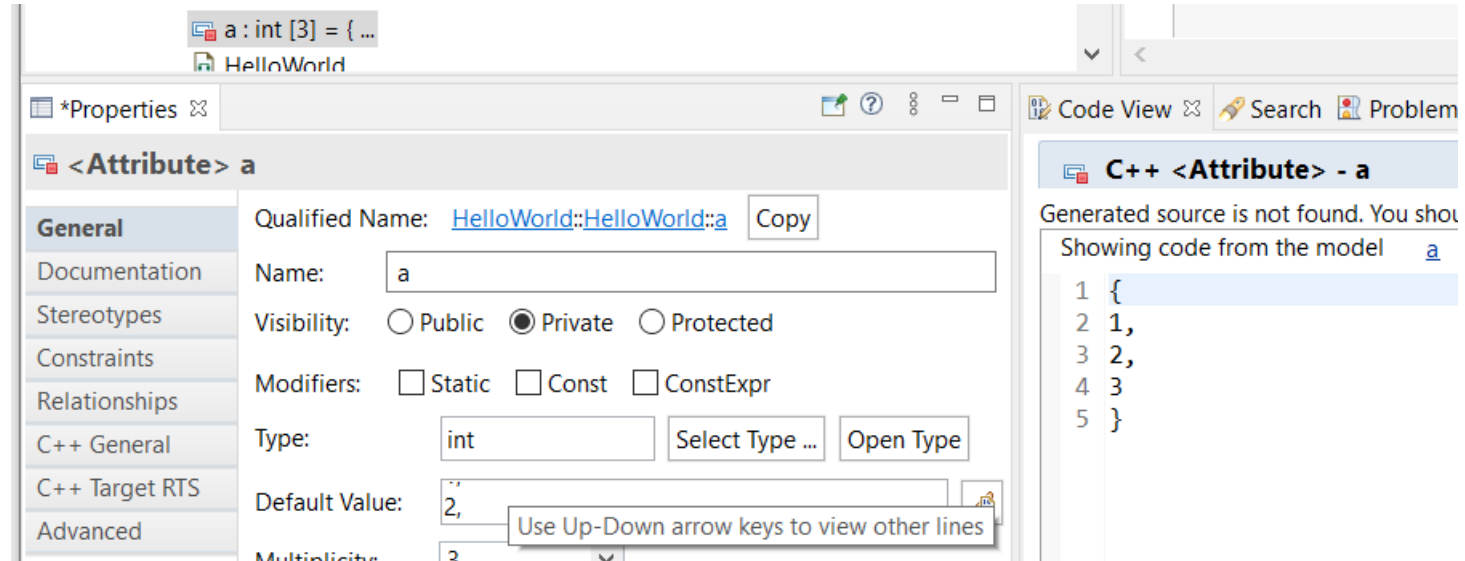 a : int [3] = { ...
HelloWorld
*Properties
<Attribute> a
General
Documentation
Stereotypes
Constraints
Relationships
C++ General
C++ Target RTS
Advanced
Qualified Name: HelloWorld::HelloWorld::a Copy
Name: a
Visibility: Public Private Protected
Modifiers: Static Const ConstExpr
Type: int Select Type ... Open Type
Default Value: 2,
Use Up-Down arrow keys to view other lines
Multiplicity: 3
Code View Search Problem
C++ <Attribute> - a
Generated source is not found. You shou
Showing code from the model a
1 {
2 1,
3 2,
4 3
5 }